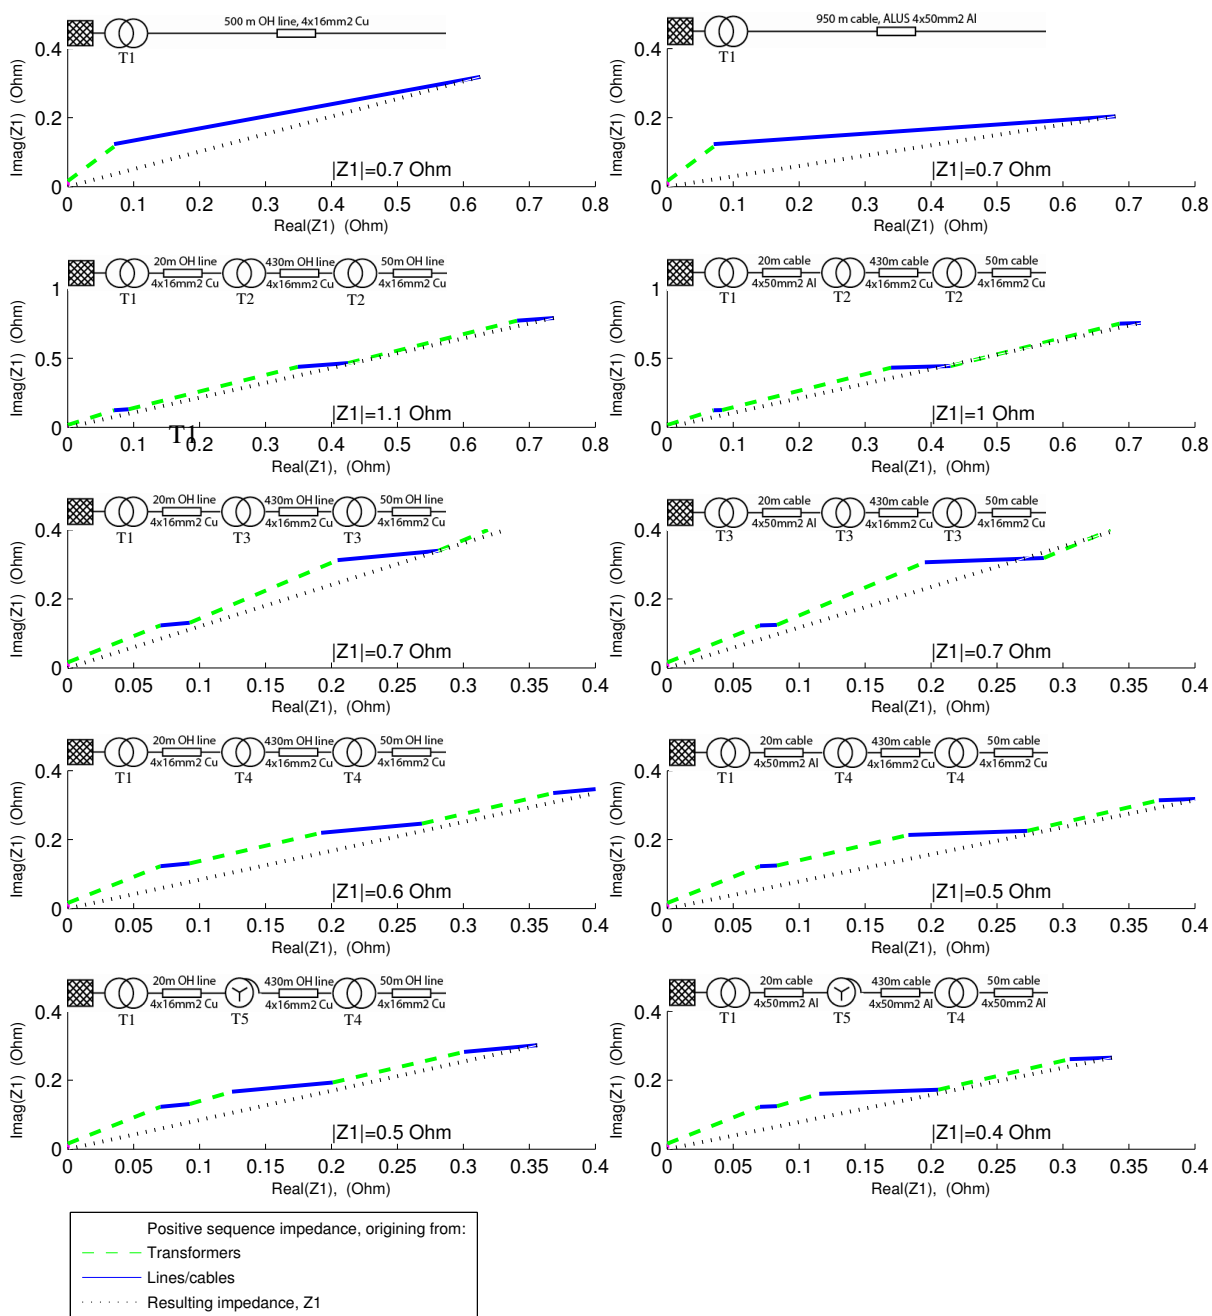 500 m OH line, 4x16mm2 Cu
T1
0.4
0.2
0
Imag(Z1) (Ohm)
|Z1|=0.7 Ohm
0 0.1 0.2 0.3 0.4 0.5 0.6 0.7 0.8
Real(Z1) (Ohm)
950 m cable, ALUS 4x50mm2 Al
T1
0.4
0.2
0
Imag(Z1) (Ohm)
|Z1|=0.7 Ohm
0 0.1 0.2 0.3 0.4 0.5 0.6 0.7 0.8
Real(Z1) (Ohm)
20m OH line 430m OH line 50m OH line
4x16mm2 Cu 4x16mm2 Cu 4x16mm2 Cu
T1 T2 T2
1
0.5
0
Imag(Z1) (Ohm)
|Z1|=1.1 Ohm
T1
0 0.1 0.2 0.3 0.4 0.5 0.6 0.7 0.8
Real(Z1), (Ohm)
20m cable 430m cable 50m cable
4x50mm2 Al 4x16mm2 Cu 4x16mm2 Cu
T1 T2 T2
1
0.5
0
Imag(Z1) (Ohm)
|Z1|=1 Ohm
0 0.1 0.2 0.3 0.4 0.5 0.6 0.7 0.8
Real(Z1), (Ohm)
20m OH line 430m OH line 50m OH line
4x16mm2 Cu 4x16mm2 Cu 4x16mm2 Cu
T1 T3 T3
0.4
0.2
0
Imag(Z1) (Ohm)
|Z1|=0.7 Ohm
0 0.05 0.1 0.15 0.2 0.25 0.3 0.35 0.4
Real(Z1), (Ohm)
20m cable 430m cable 50m cable
4x50mm2 Al 4x16mm2 Cu 4x16mm2 Cu
T3 T3 T3
0.4
0.2
0
Imag(Z1) (Ohm)
|Z1|=0.7 Ohm
0 0.05 0.1 0.15 0.2 0.25 0.3 0.35 0.4
Real(Z1), (Ohm)
20m OH line 430m OH line 50m OH line
4x16mm2 Cu 4x16mm2 Cu 4x16mm2 Cu
T1 T4 T4
0.4
0.2
0
Imag(Z1) (Ohm)
|Z1|=0.6 Ohm
0 0.05 0.1 0.15 0.2 0.25 0.3 0.35 0.4
Real(Z1), (Ohm)
20m cable 430m cable 50m cable
4x50mm2 Al 4x16mm2 Cu 4x16mm2 Cu
T1 T4 T4
0.4
0.2
0
Imag(Z1) (Ohm)
|Z1|=0.5 Ohm
0 0.05 0.1 0.15 0.2 0.25 0.3 0.35 0.4
Real(Z1), (Ohm)
20m OH line 430m OH line 50m OH line
4x16mm2 Cu 4x16mm2 Cu 4x16mm2 Cu
T1 T5 T4
0.4
0.2
0
Imag(Z1) (Ohm)
|Z1|=0.5 Ohm
0 0.05 0.1 0.15 0.2 0.25 0.3 0.35 0.4
Real(Z1), (Ohm)
20m cable 430m cable 50m cable
4x50mm2 Al 4x50mm2 Al 4x50mm2 Al
T1 T5 T4
0.4
0.2
0
Imag(Z1) (Ohm)
|Z1|=0.4 Ohm
0 0.05 0.1 0.15 0.2 0.25 0.3 0.35 0.4
Real(Z1), (Ohm)
Positive sequence impedance, origining from:
Transformers
Lines/cables
Resulting impedance, Z1